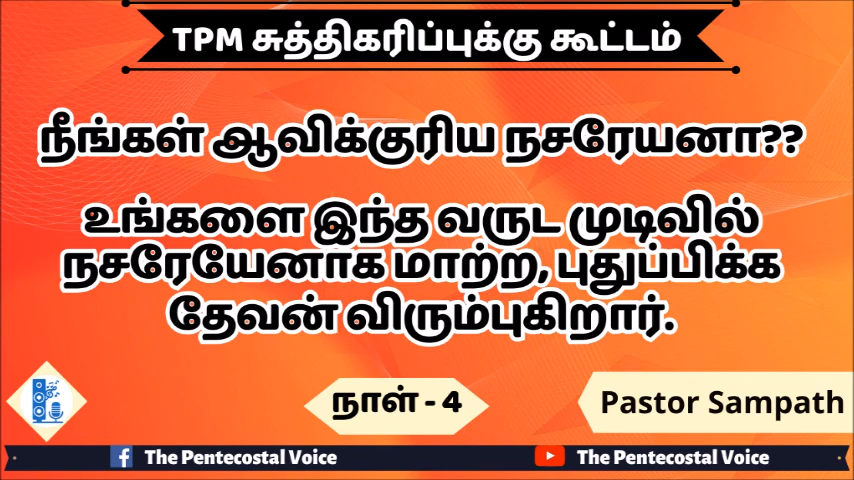 TPM சுத்திகரிப்புக்கு கூட்டம்
நீங்கள் ஆவிக்குரிய நசரேயனா??
உங்களை இந்த வருட முடிவில்
நசரேயேனாக மாற்ற, புதுப்பிக்க
தேவன் விரும்புகிறார்.
நாள் - 4
Pastor Sampath
The Pentecostal Voice
The Pentecostal Voice